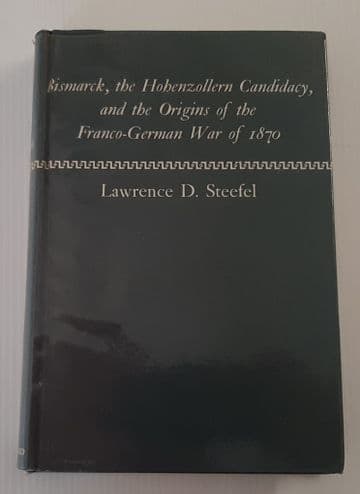 Bismarck, the Hohenzollern Candidacy,
and the Origins of the
Franco-German War of 1870
Lawrence D. Steefel